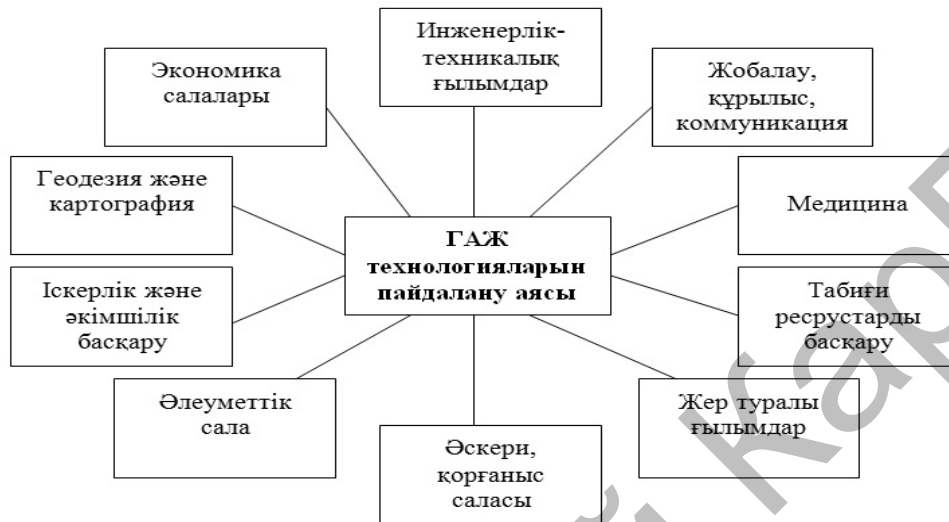 Инженерлік-
техникалық
ғылымдар
Экономика
салалары
Жобалау,
құрылыс,
коммуникация
Геодезия және
картография
Медицина
ГАЖ
технологияларын
пайдалану аясы
Іскерлік және
әкімшілік
басқару
Табиғи
ресрустарды
басқару
Әлеуметтік
сала
Жер туралы
ғылымдар
Әскери,
қорғаныс
саласы